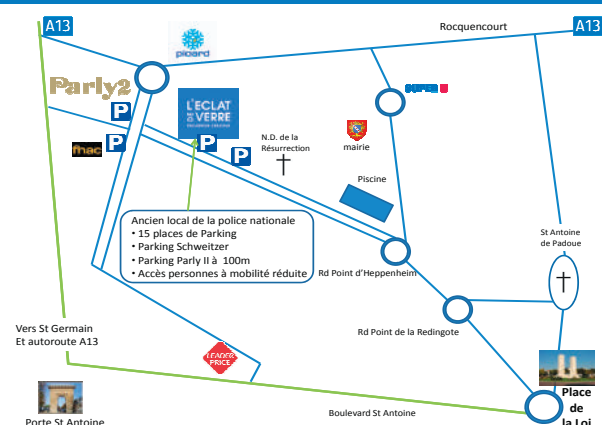 A13
Rocquencourt
A13
picard
Parly2
SUPER U
L'ECLAT
DE VERRE
P
P
P
P
fnac
N.D. de la
Résurrection
mairie
Piscine
Ancien local de la police nationale
• 15 places de Parking
• Parking Schweitzer
• Parking Parly II à 100m
• Accès personnes à mobilité réduite
St Antoine
de Padoue
Rd Point d'Heppenheim
Rd Point de la Redingote
Vers St Germain
Et autoroute A13
LEADER
PRICE
Porte St Antoine
Boulevard St Antoine
Place
de
la Loi